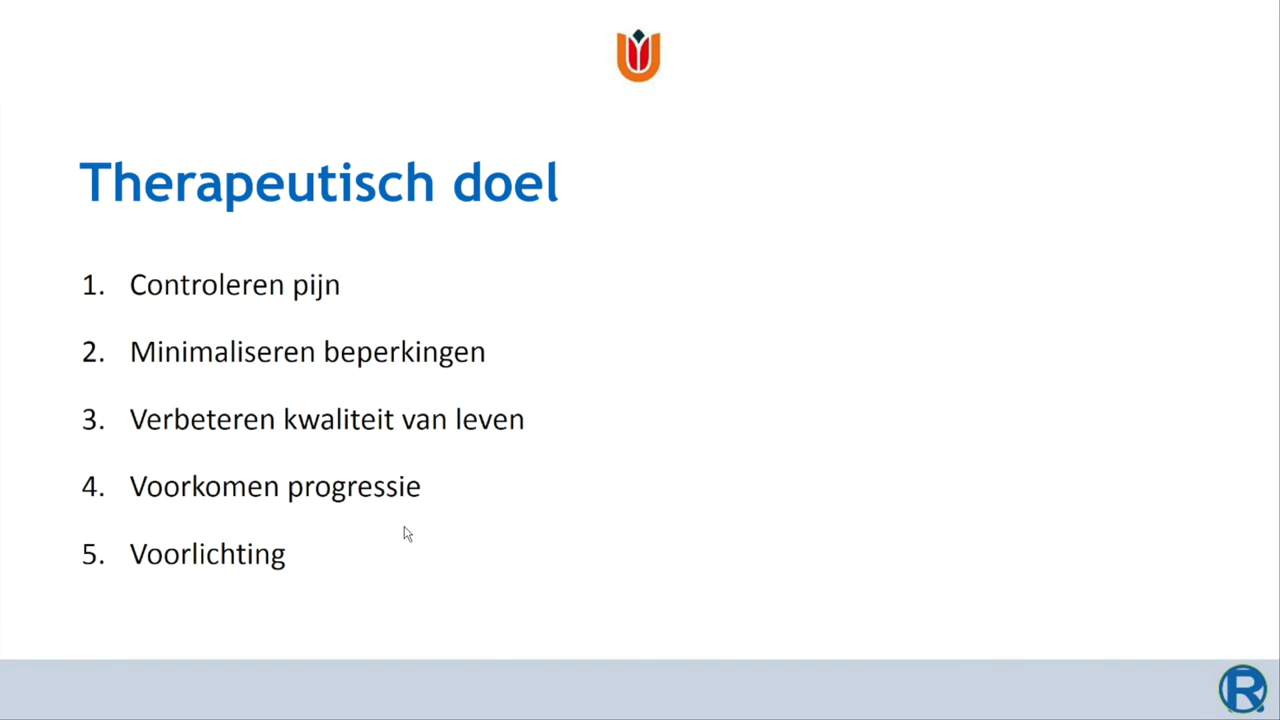 Therapeutisch doel
1. Controleren pijn
2. Minimaliseren beperkingen
3. Verbeteren kwaliteit van leven
4. Voorkomen progressie
5. Voorlichting
R